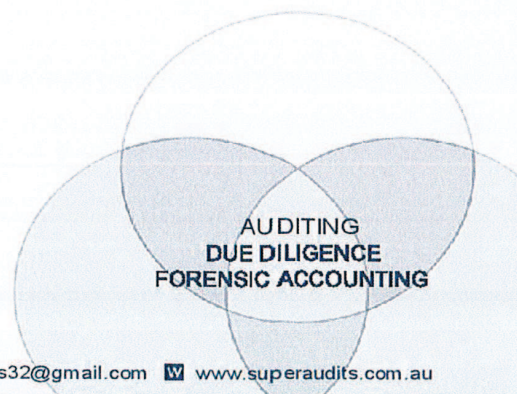 AUDITING
DUE DILIGENCE
FORENSIC ACCOUNTING
s32@gmail.com W www.superaudits.com.au